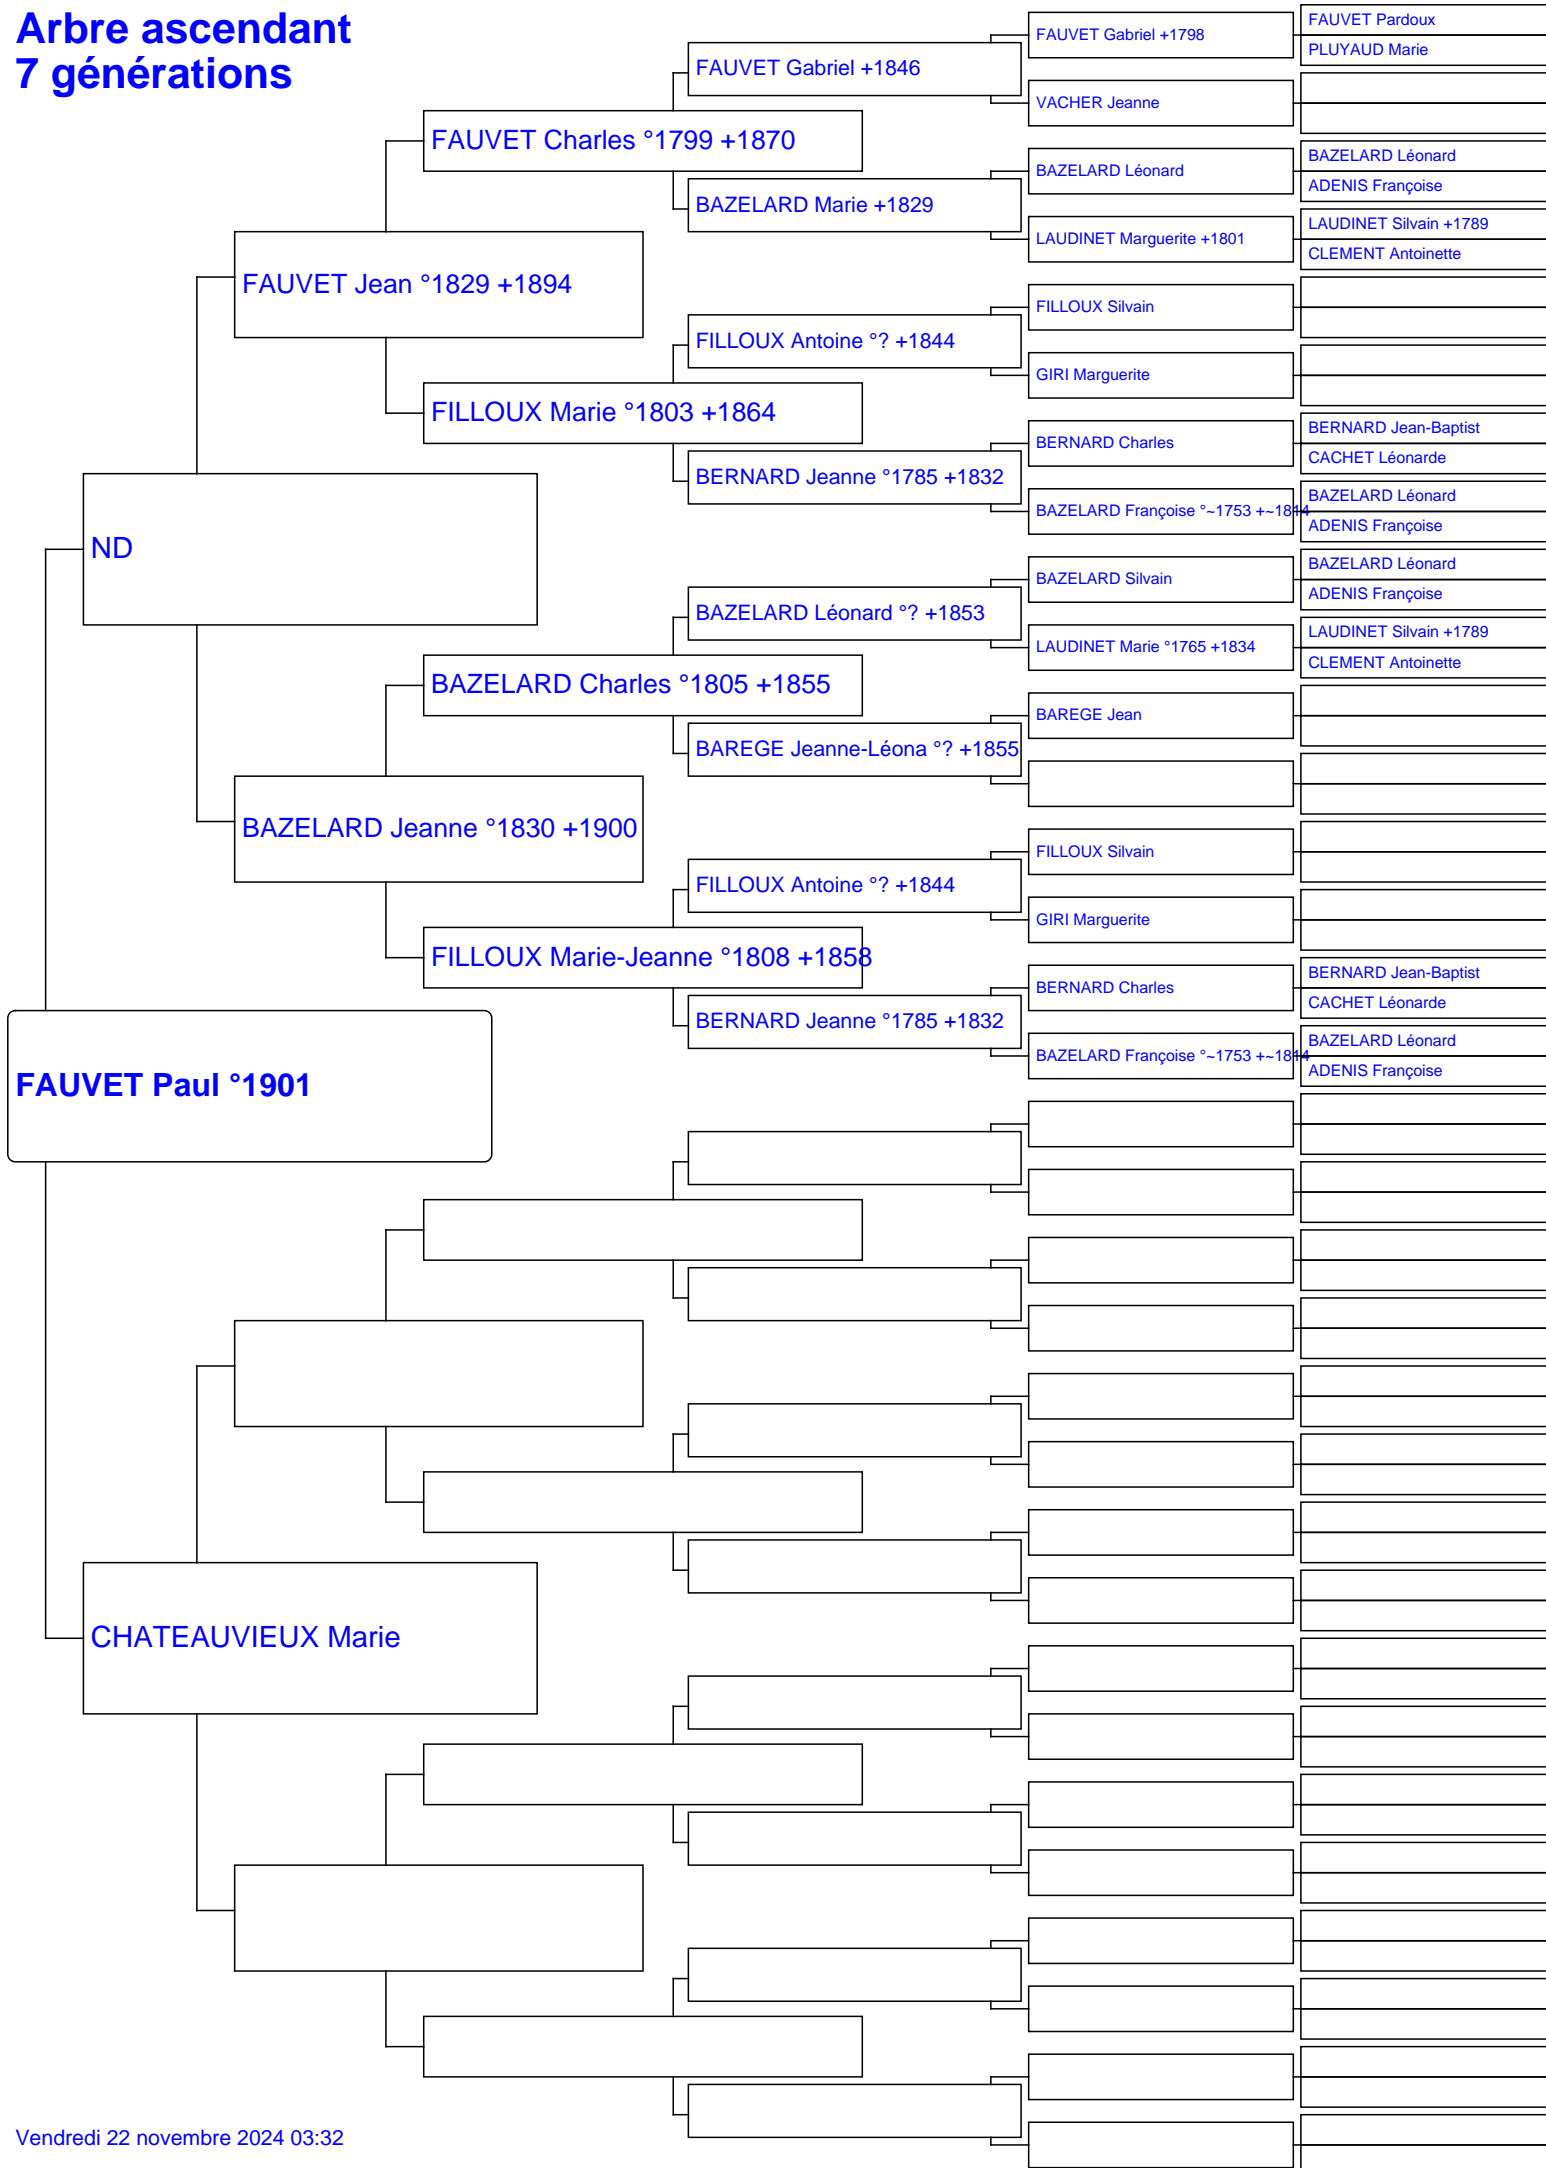 Arbre ascendant
7 générations
FAUVET Paul °1901
ND
CHATEAUVIEUX Marie
FAUVET Jean °1829 +1894
BAZELARD Jeanne °1830 +1900
FAUVET Charles °1799 +1870
FILLOUX Marie °1803 +1864
BAZELARD Charles °1805 +1855
FILLOUX Marie-Jeanne °1808 +1858
FAUVET Gabriel +1846
BAZELARD Marie +1829
FILLOUX Antoine °? +1844
BERNARD Jeanne °1785 +1832
BAZELARD Léonard °? +1853
BAREGE Jeanne-Léona °? +1855
FILLOUX Antoine °? +1844
BERNARD Jeanne °1785 +1832
FAUVET Gabriel +1798
VACHER Jeanne
BAZELARD Léonard
LAUDINET Marguerite +1801
FILLOUX Silvain
GIRI Marguerite
BERNARD Charles
BAZELARD Françoise °~1753 +~1814
BAZELARD Silvain
LAUDINET Marie °1765 +1834
BAREGE Jean
FILLOUX Silvain
GIRI Marguerite
BERNARD Charles
BAZELARD Françoise °~1753 +~1814
FAUVET Pardoux
PLUYAUD Marie
BAZELARD Léonard
ADENIS Françoise
LAUDINET Silvain +1789
CLEMENT Antoinette
BERNARD Jean-Baptist
CACHET Léonarde
BAZELARD Léonard
ADENIS Françoise
BAZELARD Léonard
ADENIS Françoise
LAUDINET Silvain +1789
CLEMENT Antoinette
BERNARD Jean-Baptist
CACHET Léonarde
BAZELARD Léonard
ADENIS Françoise
Vendredi 22 novembre 2024 03:32